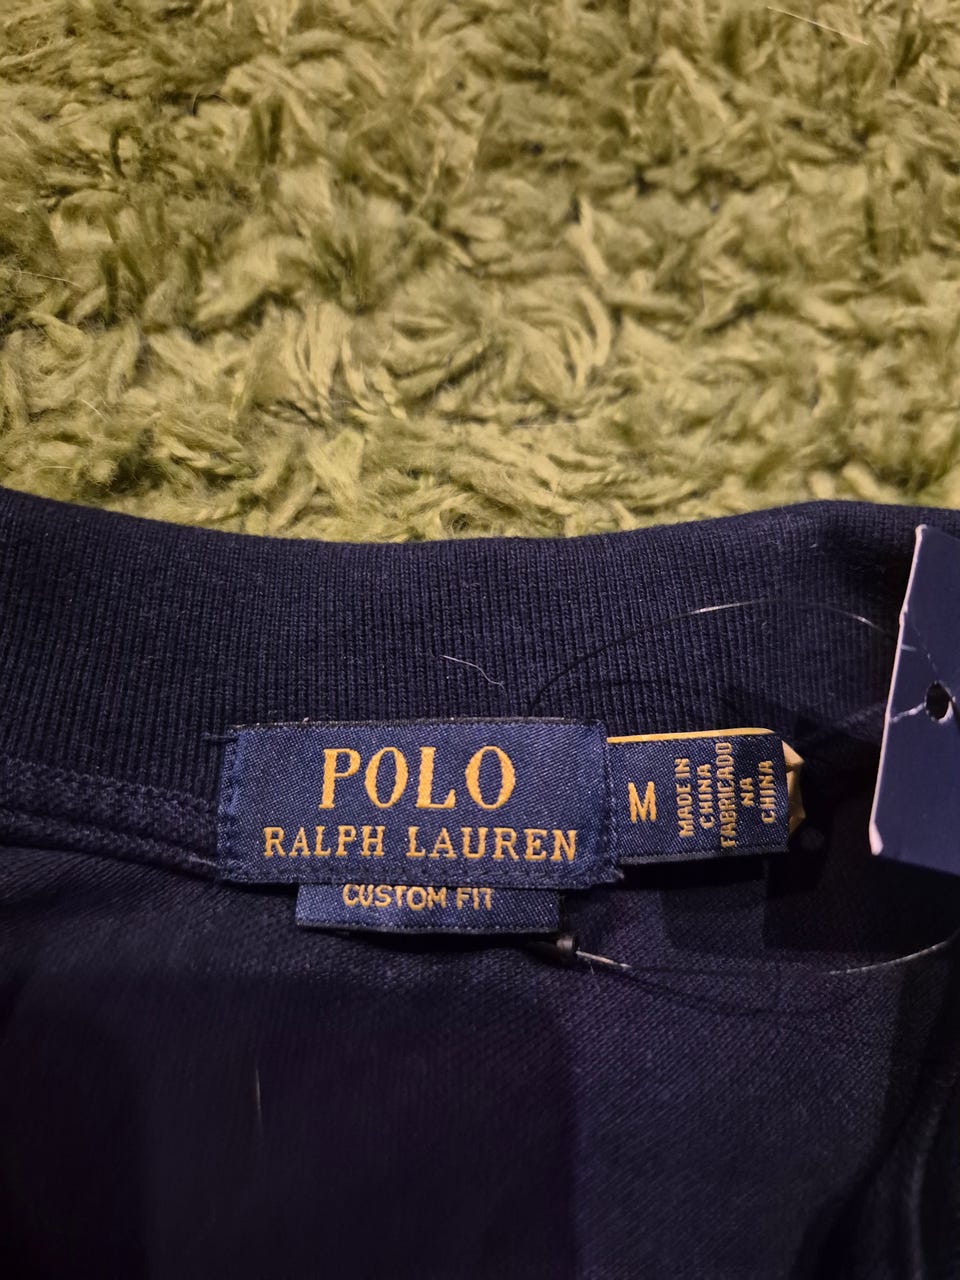 POLO
RALPH LAUREN
CUSTOM FIT
M
MADE IN
CHINA
FABRICADO
NA
CHINA